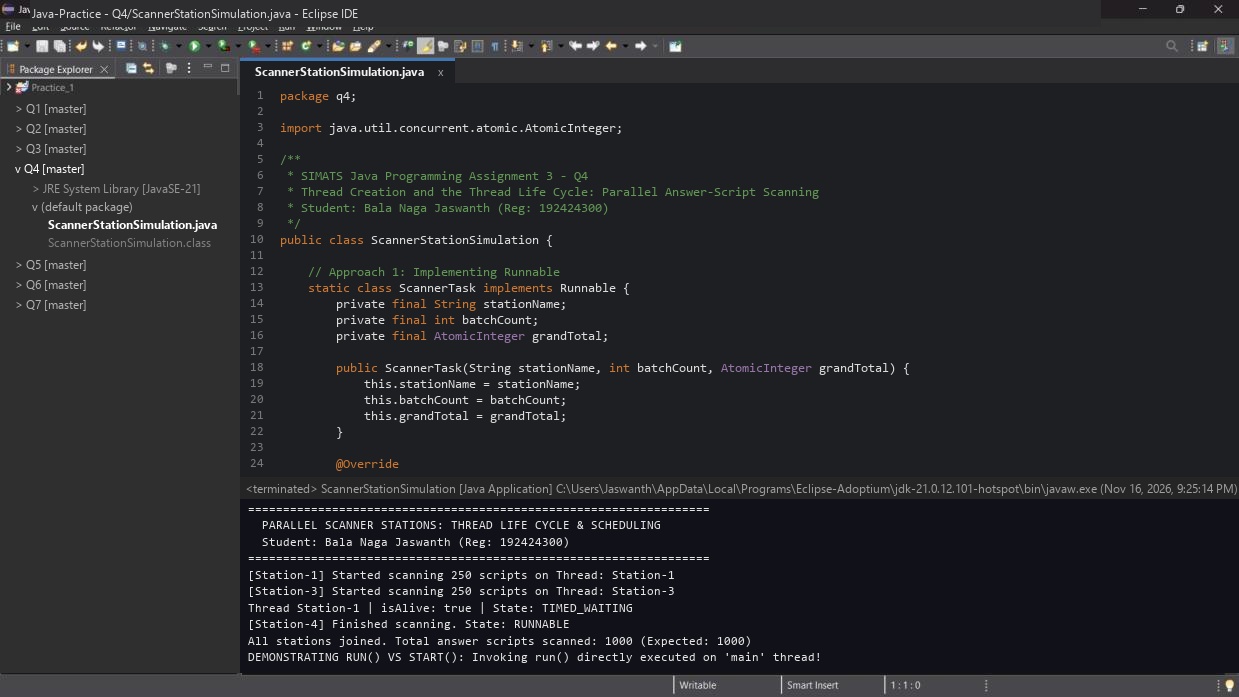 Java-Practice - Q4/ScannerStationSimulation.java - Eclipse IDE
File Edit Source Refactor Navigate Search Project Run Window Help
Package Explorer
Practice_1
> Q1 [master]
> Q2 [master]
> Q3 [master]
v Q4 [master]
> JRE System Library [JavaSE-21]
v (default package)
ScannerStationSimulation.java
ScannerStationSimulation.class
> Q5 [master]
> Q6 [master]
> Q7 [master]
ScannerStationSimulation.java x
1 package q4;
2
3 import java.util.concurrent.atomic.AtomicInteger;
4
5 /**
6 * SIMATS Java Programming Assignment 3 - Q4
7 * Thread Creation and the Thread Life Cycle: Parallel Answer-Script Scanning
8 * Student: Bala Naga Jaswanth (Reg: 192424300)
9 */
10 public class ScannerStationSimulation {
11
12 // Approach 1: Implementing Runnable
13 static class ScannerTask implements Runnable {
14 private final String stationName;
15 private final int batchCount;
16 private final AtomicInteger grandTotal;
17
18 public ScannerTask(String stationName, int batchCount, AtomicInteger grandTotal) {
19 this.stationName = stationName;
20 this.batchCount = batchCount;
21 this.grandTotal = grandTotal;
22 }
23
24 @Override
<terminated> ScannerStationSimulation [Java Application] C:\Users\Jaswanth\AppData\Local\Programs\Eclipse-Adoptium\jdk-21.0.12.101-hotspot\bin\javaw.exe (Nov 16, 2026, 9:25:14 PM)
==================================================================
PARALLEL SCANNER STATIONS: THREAD LIFE CYCLE & SCHEDULING
Student: Bala Naga Jaswanth (Reg: 192424300)
==================================================================
[Station-1] Started scanning 250 scripts on Thread: Station-1
[Station-3] Started scanning 250 scripts on Thread: Station-3
Thread Station-1 | isAlive: true | State: TIMED_WAITING
[Station-4] Finished scanning. State: RUNNABLE
All stations joined. Total answer scripts scanned: 1000 (Expected: 1000)
DEMONSTRATING RUN() VS START(): Invoking run() directly executed on 'main' thread!
Writable
Smart Insert
1 : 1 : 0